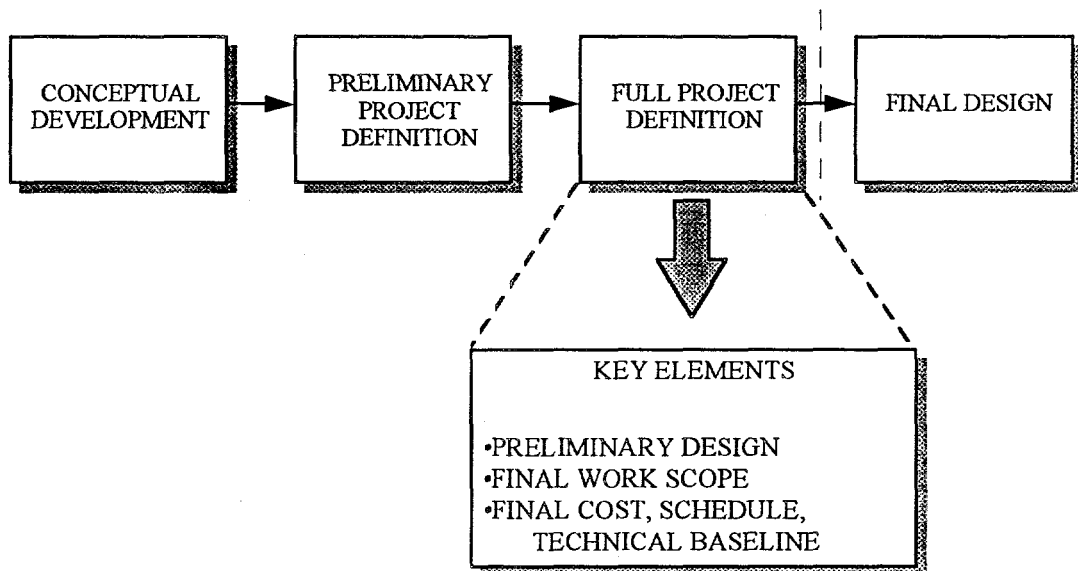 CONCEPTUAL
DEVELOPMENT
PRELIMINARY
PROJECT
DEFINITION
FULL PROJECT
DEFINITION
FINAL DESIGN
KEY ELEMENTS
•PRELIMINARY DESIGN
•FINAL WORK SCOPE
•FINAL COST, SCHEDULE,
TECHNICAL BASELINE